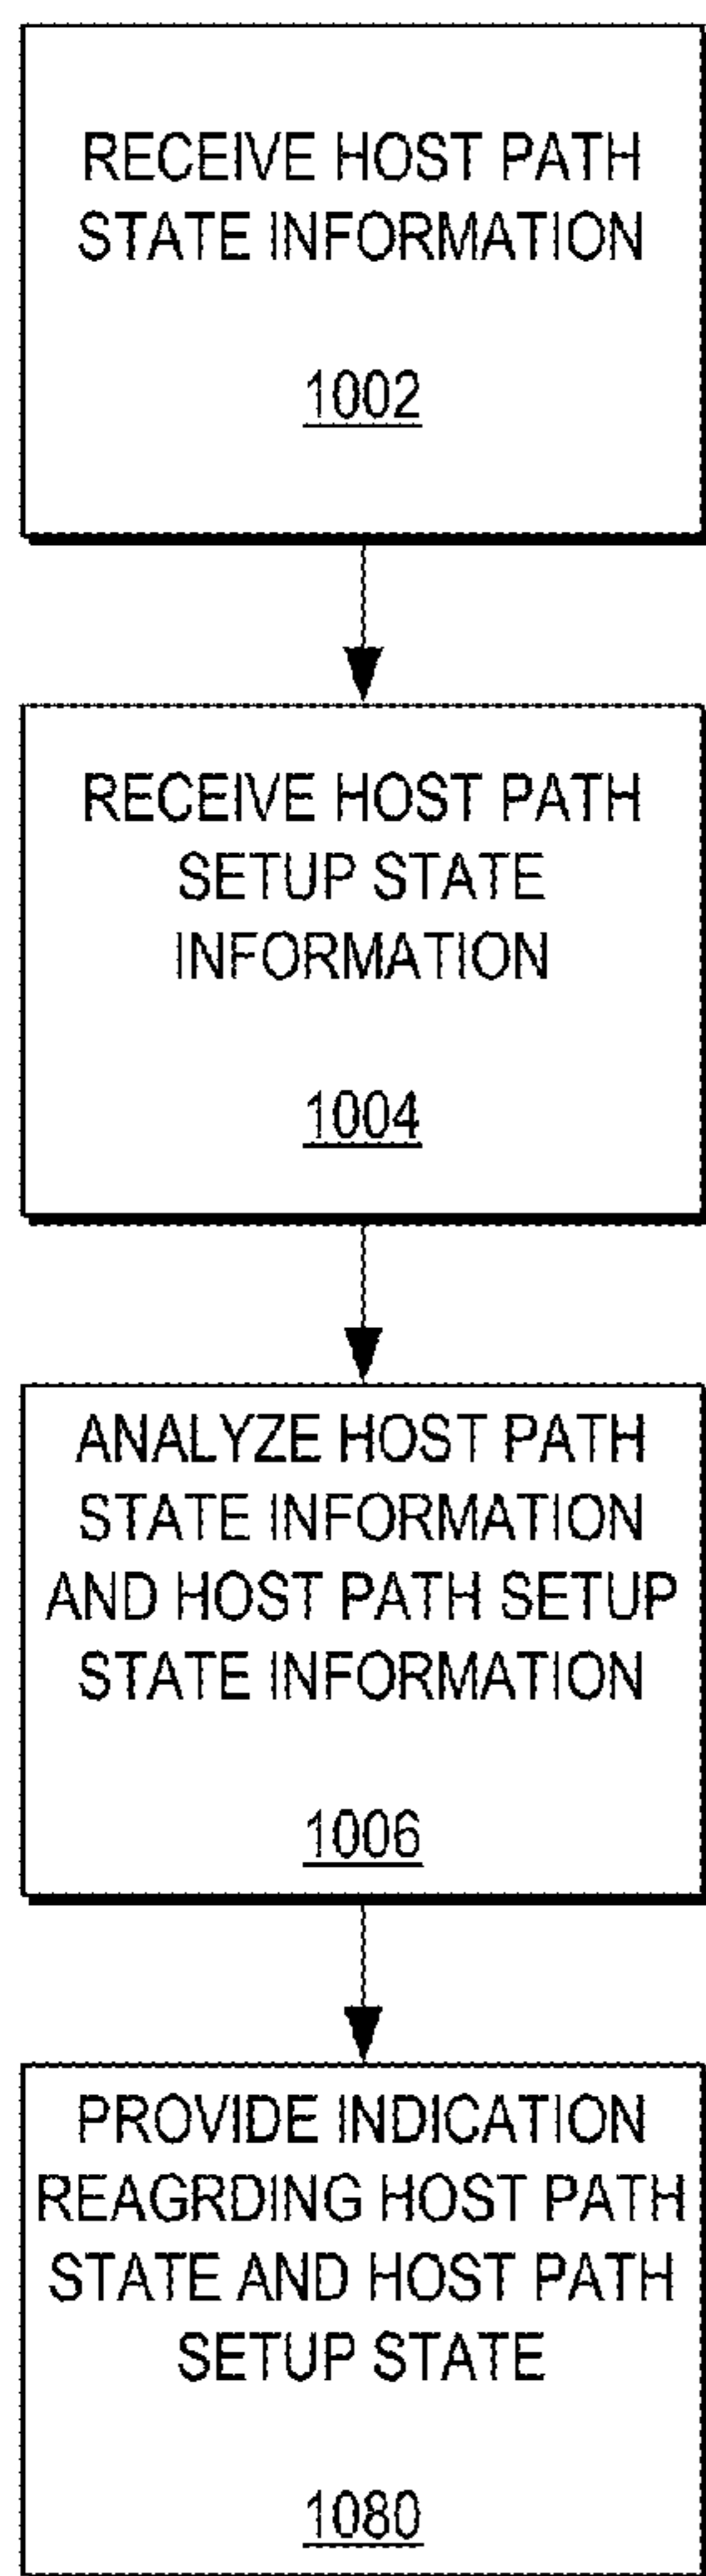 RECEIVE HOST PATH
STATE INFORMATION
1002
RECEIVE HOST PATH
SETUP STATE
INFORMATION
1004
ANALYZE HOST PATH
STATE INFORMATION
AND HOST PATH SETUP
STATE INFORMATION
1006
PROVIDE INDICATION
REAGRDING HOST PATH
STATE AND HOST PATH
SETUP STATE
1080